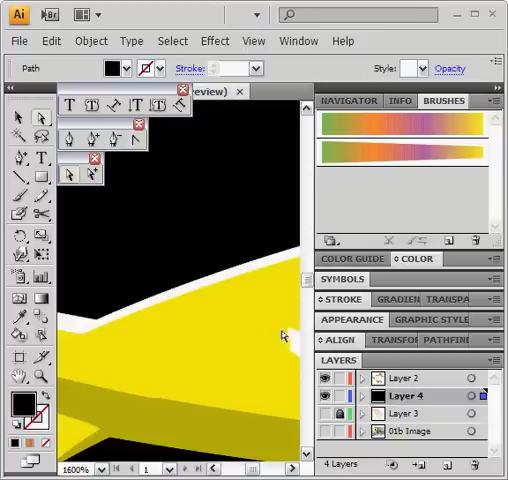 Ai
Br
File Edit Object Type Select Effect View Window Help
Path
Stroke:
Style:
Opacity
review) ×
NAVIGATOR INFO BRUSHES
COLOR GUIDE COLOR
SYMBOLS
STROKE GRADIEN TRANSPA
APPEARANCE GRAPHIC STYLE
ALIGN TRANSFO PATHFIN
LAYERS
Layer 2
Layer 4
Layer 3
01b Image
4 Layers
1600%
1